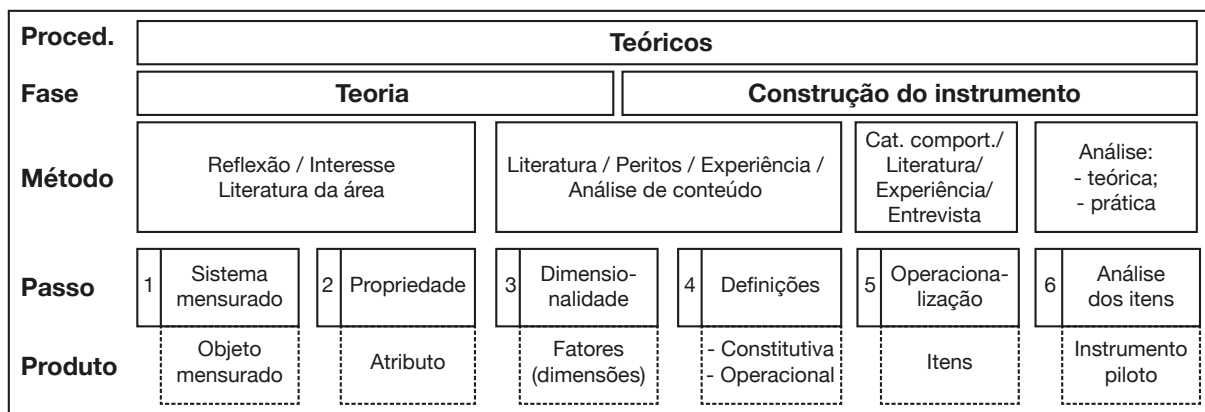 Proced.
Teóricos
Fase
Teoria
Construção do instrumento
Método
Reflexão / Interesse
Literatura da área
Literatura / Peritos / Experiência /
Análise de conteúdo
Cat. comport./
Literatura/
Experiência/
Entrevista
Análise:
- teórica;
- prática
Passo
1
Sistema
mensurado
2
Propriedade
3
Dimensio-
nalidade
4
Definições
5
Operaciona-
lização
6
Análise
dos itens
Produto
Objeto
mensurado
Atributo
Fatores
(dimensões)
- Constitutiva
- Operacional
Itens
Instrumento
piloto